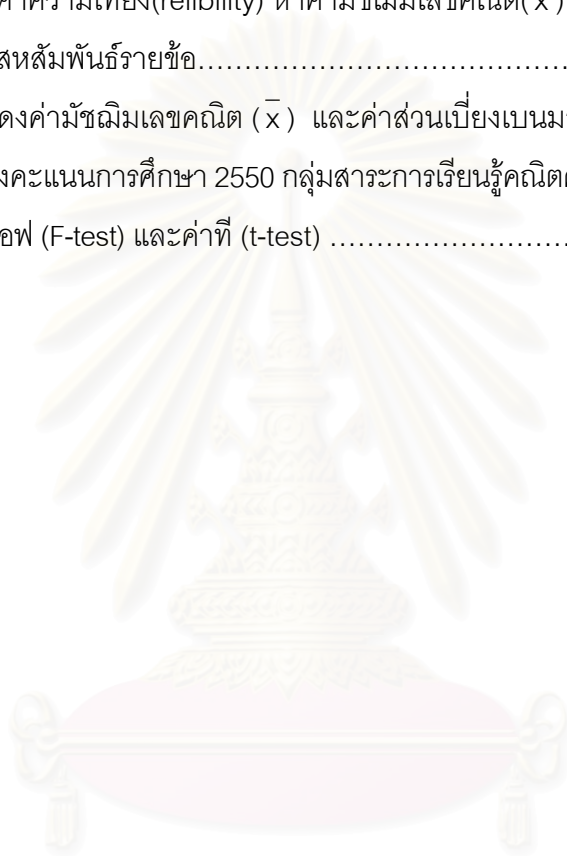 ค่าความเที่ยง(relibility) หาค่ามัชฌิมเลขคณิต( x̄ )
สหสัมพันธ์รายข้อ……………………………………
ดงค่ามัชฌิมเลขคณิต ( x̄ ) และค่าส่วนเบี่ยงเบนม
งคะแนนการศึกษา 2550 กลุ่มสาระการเรียนรู้คณิต
อฟ (F-test) และค่าที (t-test) …………………………